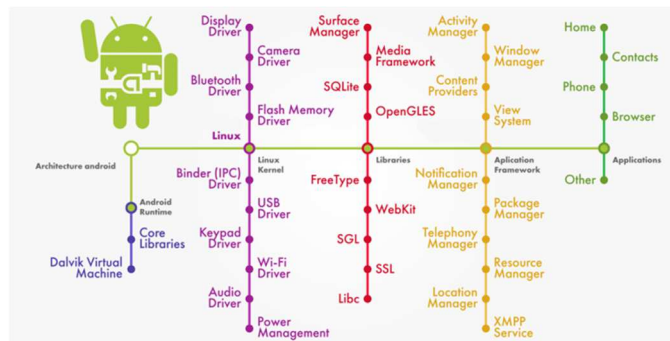 Display
Driver
Camera
Driver
Bluetooth
Driver
Flash Memory
Driver
Linux
Linux
Kernel
Binder (IPC)
Driver
USB
Driver
Keypad
Driver
Wi-Fi
Driver
Audio
Driver
Power
Management
Surface
Manager
Media
Framework
SQLite
OpenGLES
Libraries
FreeType
WebKit
SGL
SSL
Libc
Activity
Manager
Window
Manager
Content
Providers
View
System
Aplication
Framework
Notification
Manager
Package
Manager
Telephony
Manager
Resource
Manager
Location
Manager
XMPP
Service
Home
Contacts
Phone
Browser
Applications
Other
Architecture android
Android
Runtime
Core
Libraries
Dalvik Virtual
Machine